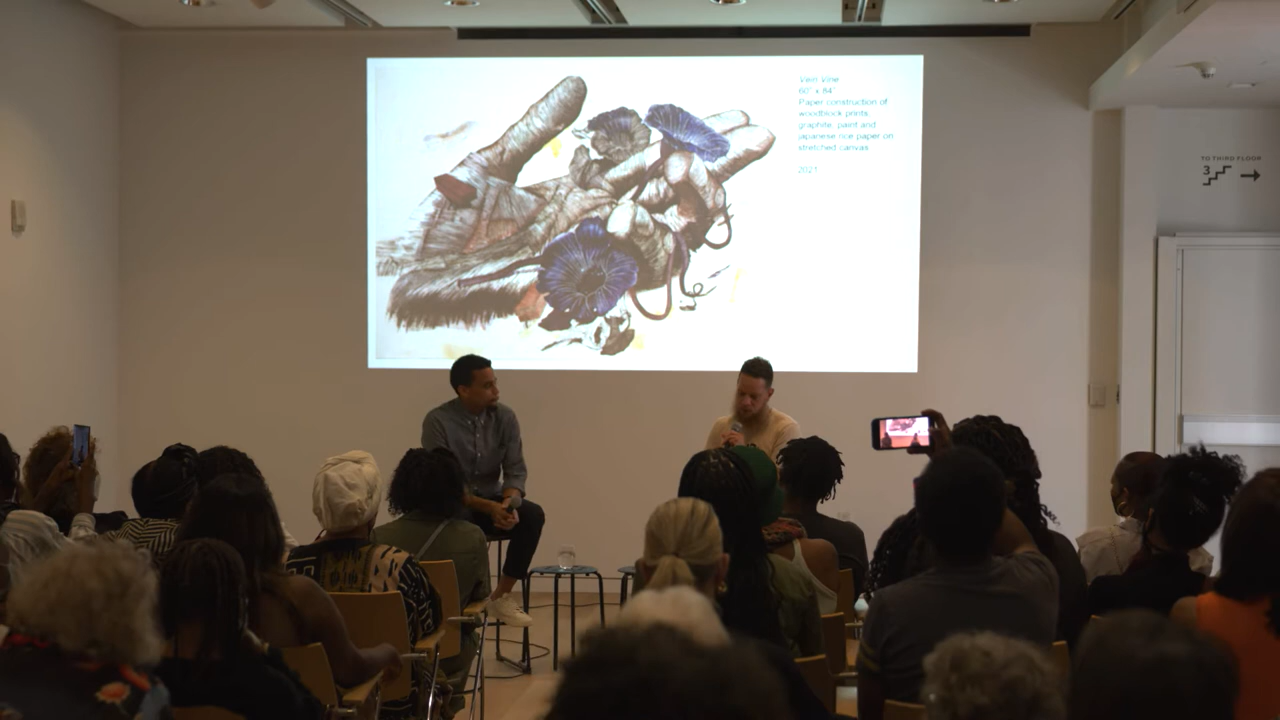 Vein Vine
60" x 84"
Paper construction of
woodblock prints,
graphite, paint and
japanese rice paper on
stretched canvas
2021
TO THIRD FLOOR
3